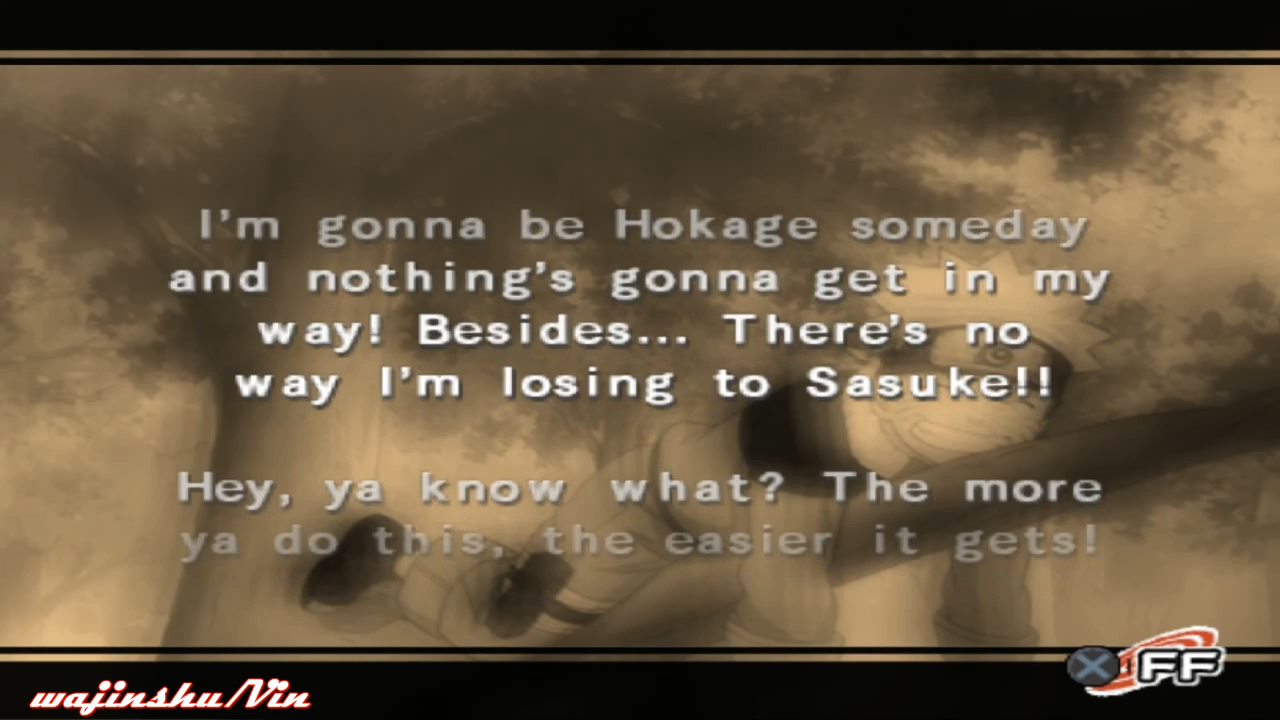 I'm gonna be Hokage someday
and nothing's gonna get in my
way! Besides... There's no
way I'm losing to Sasuke!!
Hey, ya know what? The more
ya do this, the easier it gets!
FF
wajinshu/Vin